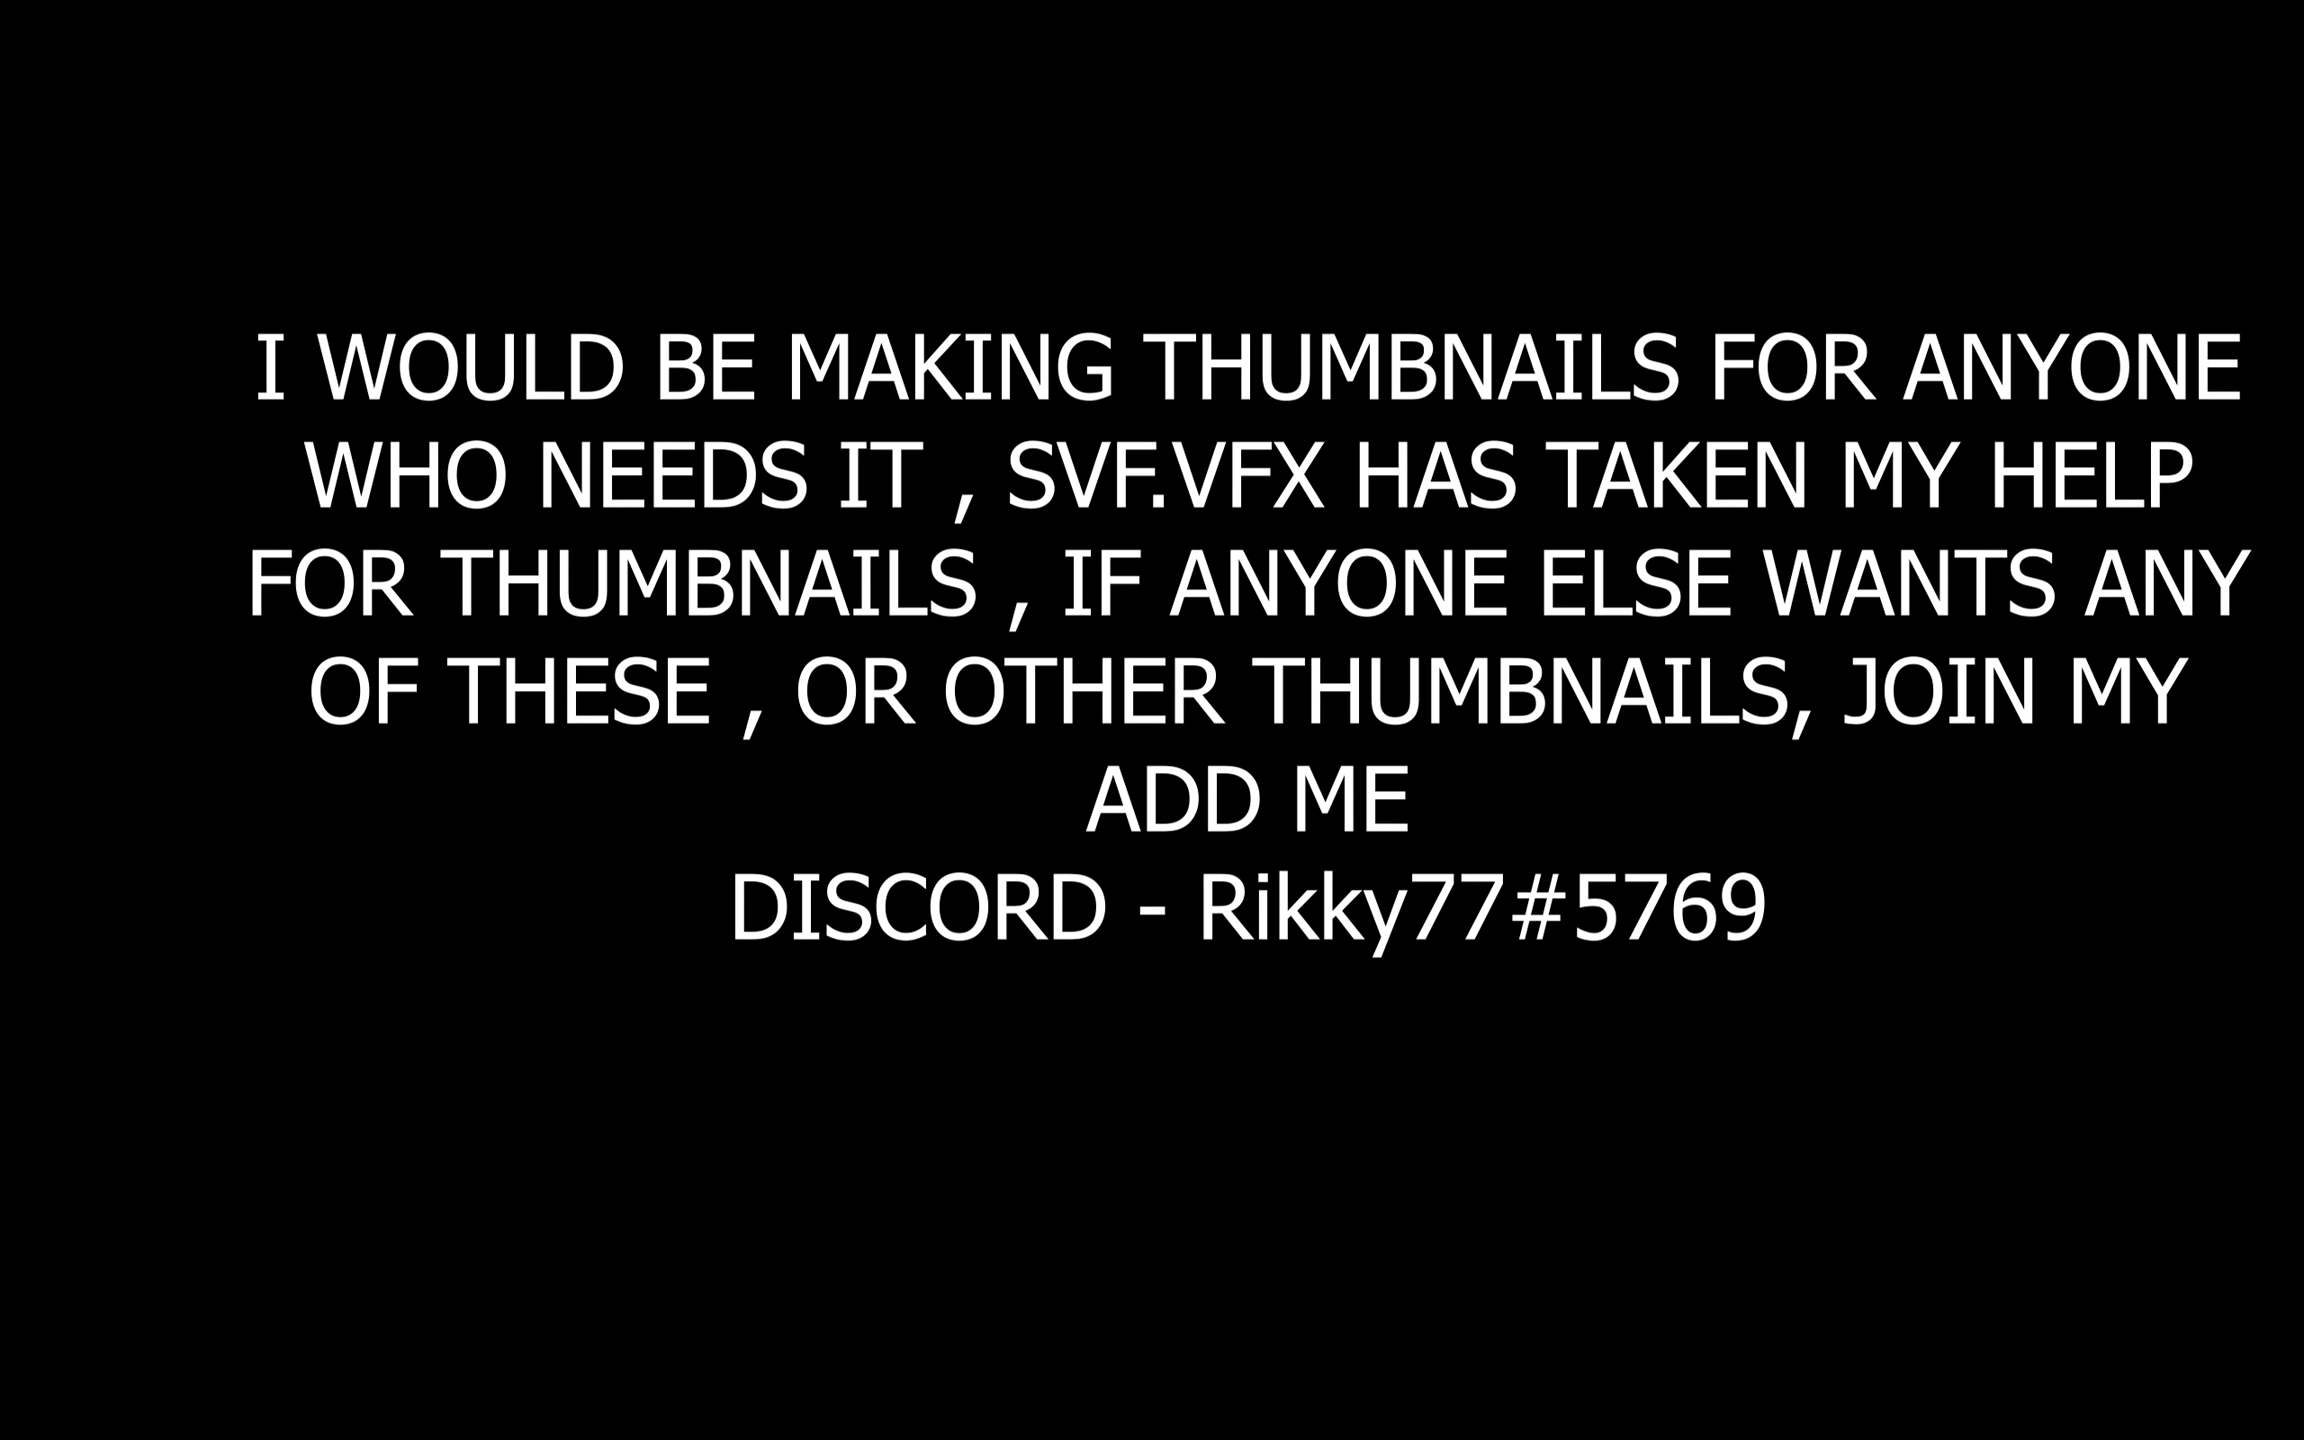 I WOULD BE MAKING THUMBNAILS FOR ANYONE
WHO NEEDS IT , SVF.VFX HAS TAKEN MY HELP
FOR THUMBNAILS , IF ANYONE ELSE WANTS ANY
OF THESE , OR OTHER THUMBNAILS, JOIN MY
ADD ME
DISCORD - Rikky77#5769